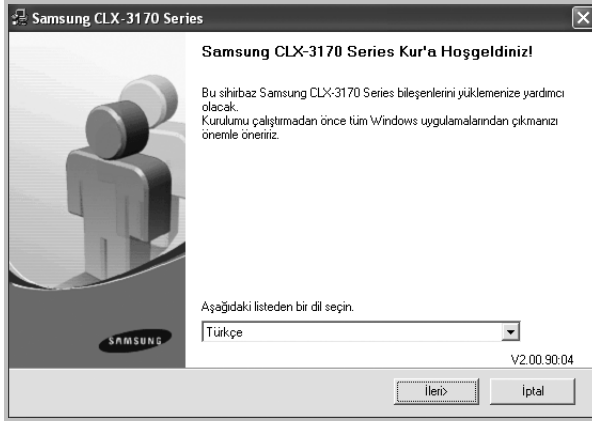 Samsung CLX-3170 Series
Samsung CLX-3170 Series Kur'a Hoşgeldiniz!
Bu sihirbaz Samsung CLX-3170 Series bileşenlerini yüklemenize yardımcı
olacak.
Kurulumu çalıştırmadan önce tüm Windows uygulamalarından çıkmanızı
önemle öneririz.
Aşağıdaki listeden bir dil seçin.
Türkçe
SAMSUNG
V2.00.90:04
İleri>
İptal